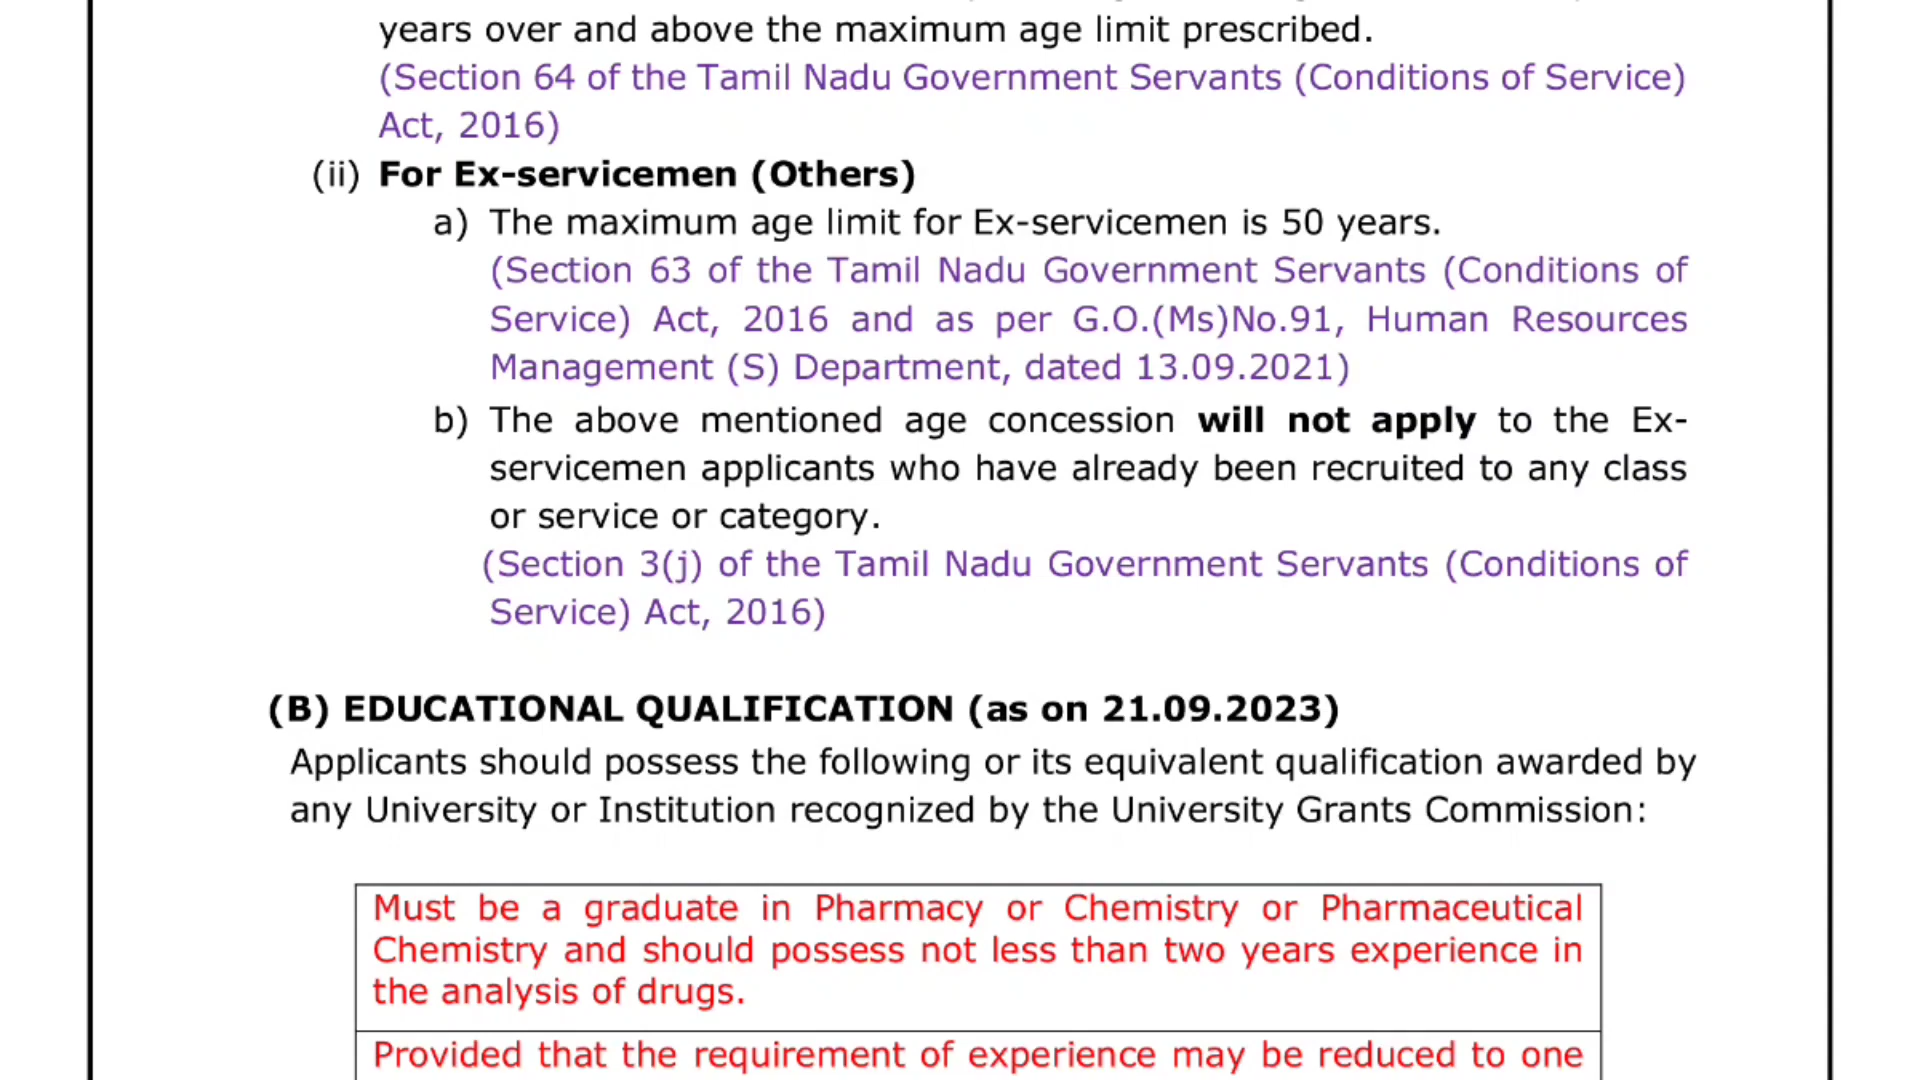 years over and above the maximum age limit prescribed.
(Section 64 of the Tamil Nadu Government Servants (Conditions of Service)
Act, 2016)
(ii) For Ex-servicemen (Others)
a) The maximum age limit for Ex-servicemen is 50 years.
(Section 63 of the Tamil Nadu Government Servants (Conditions of
Service) Act, 2016 and as per G.O.(Ms)No.91, Human Resources
Management (S) Department, dated 13.09.2021)
b) The above mentioned age concession will not apply to the Ex-
servicemen applicants who have already been recruited to any class
or service or category.
(Section 3(j) of the Tamil Nadu Government Servants (Conditions of
Service) Act, 2016)
(B) EDUCATIONAL QUALIFICATION (as on 21.09.2023)
Applicants should possess the following or its equivalent qualification awarded by
any University or Institution recognized by the University Grants Commission:
Must be a graduate in Pharmacy or Chemistry or Pharmaceutical
Chemistry and should possess not less than two years experience in
the analysis of drugs.
Provided that the requirement of experience may be reduced to one